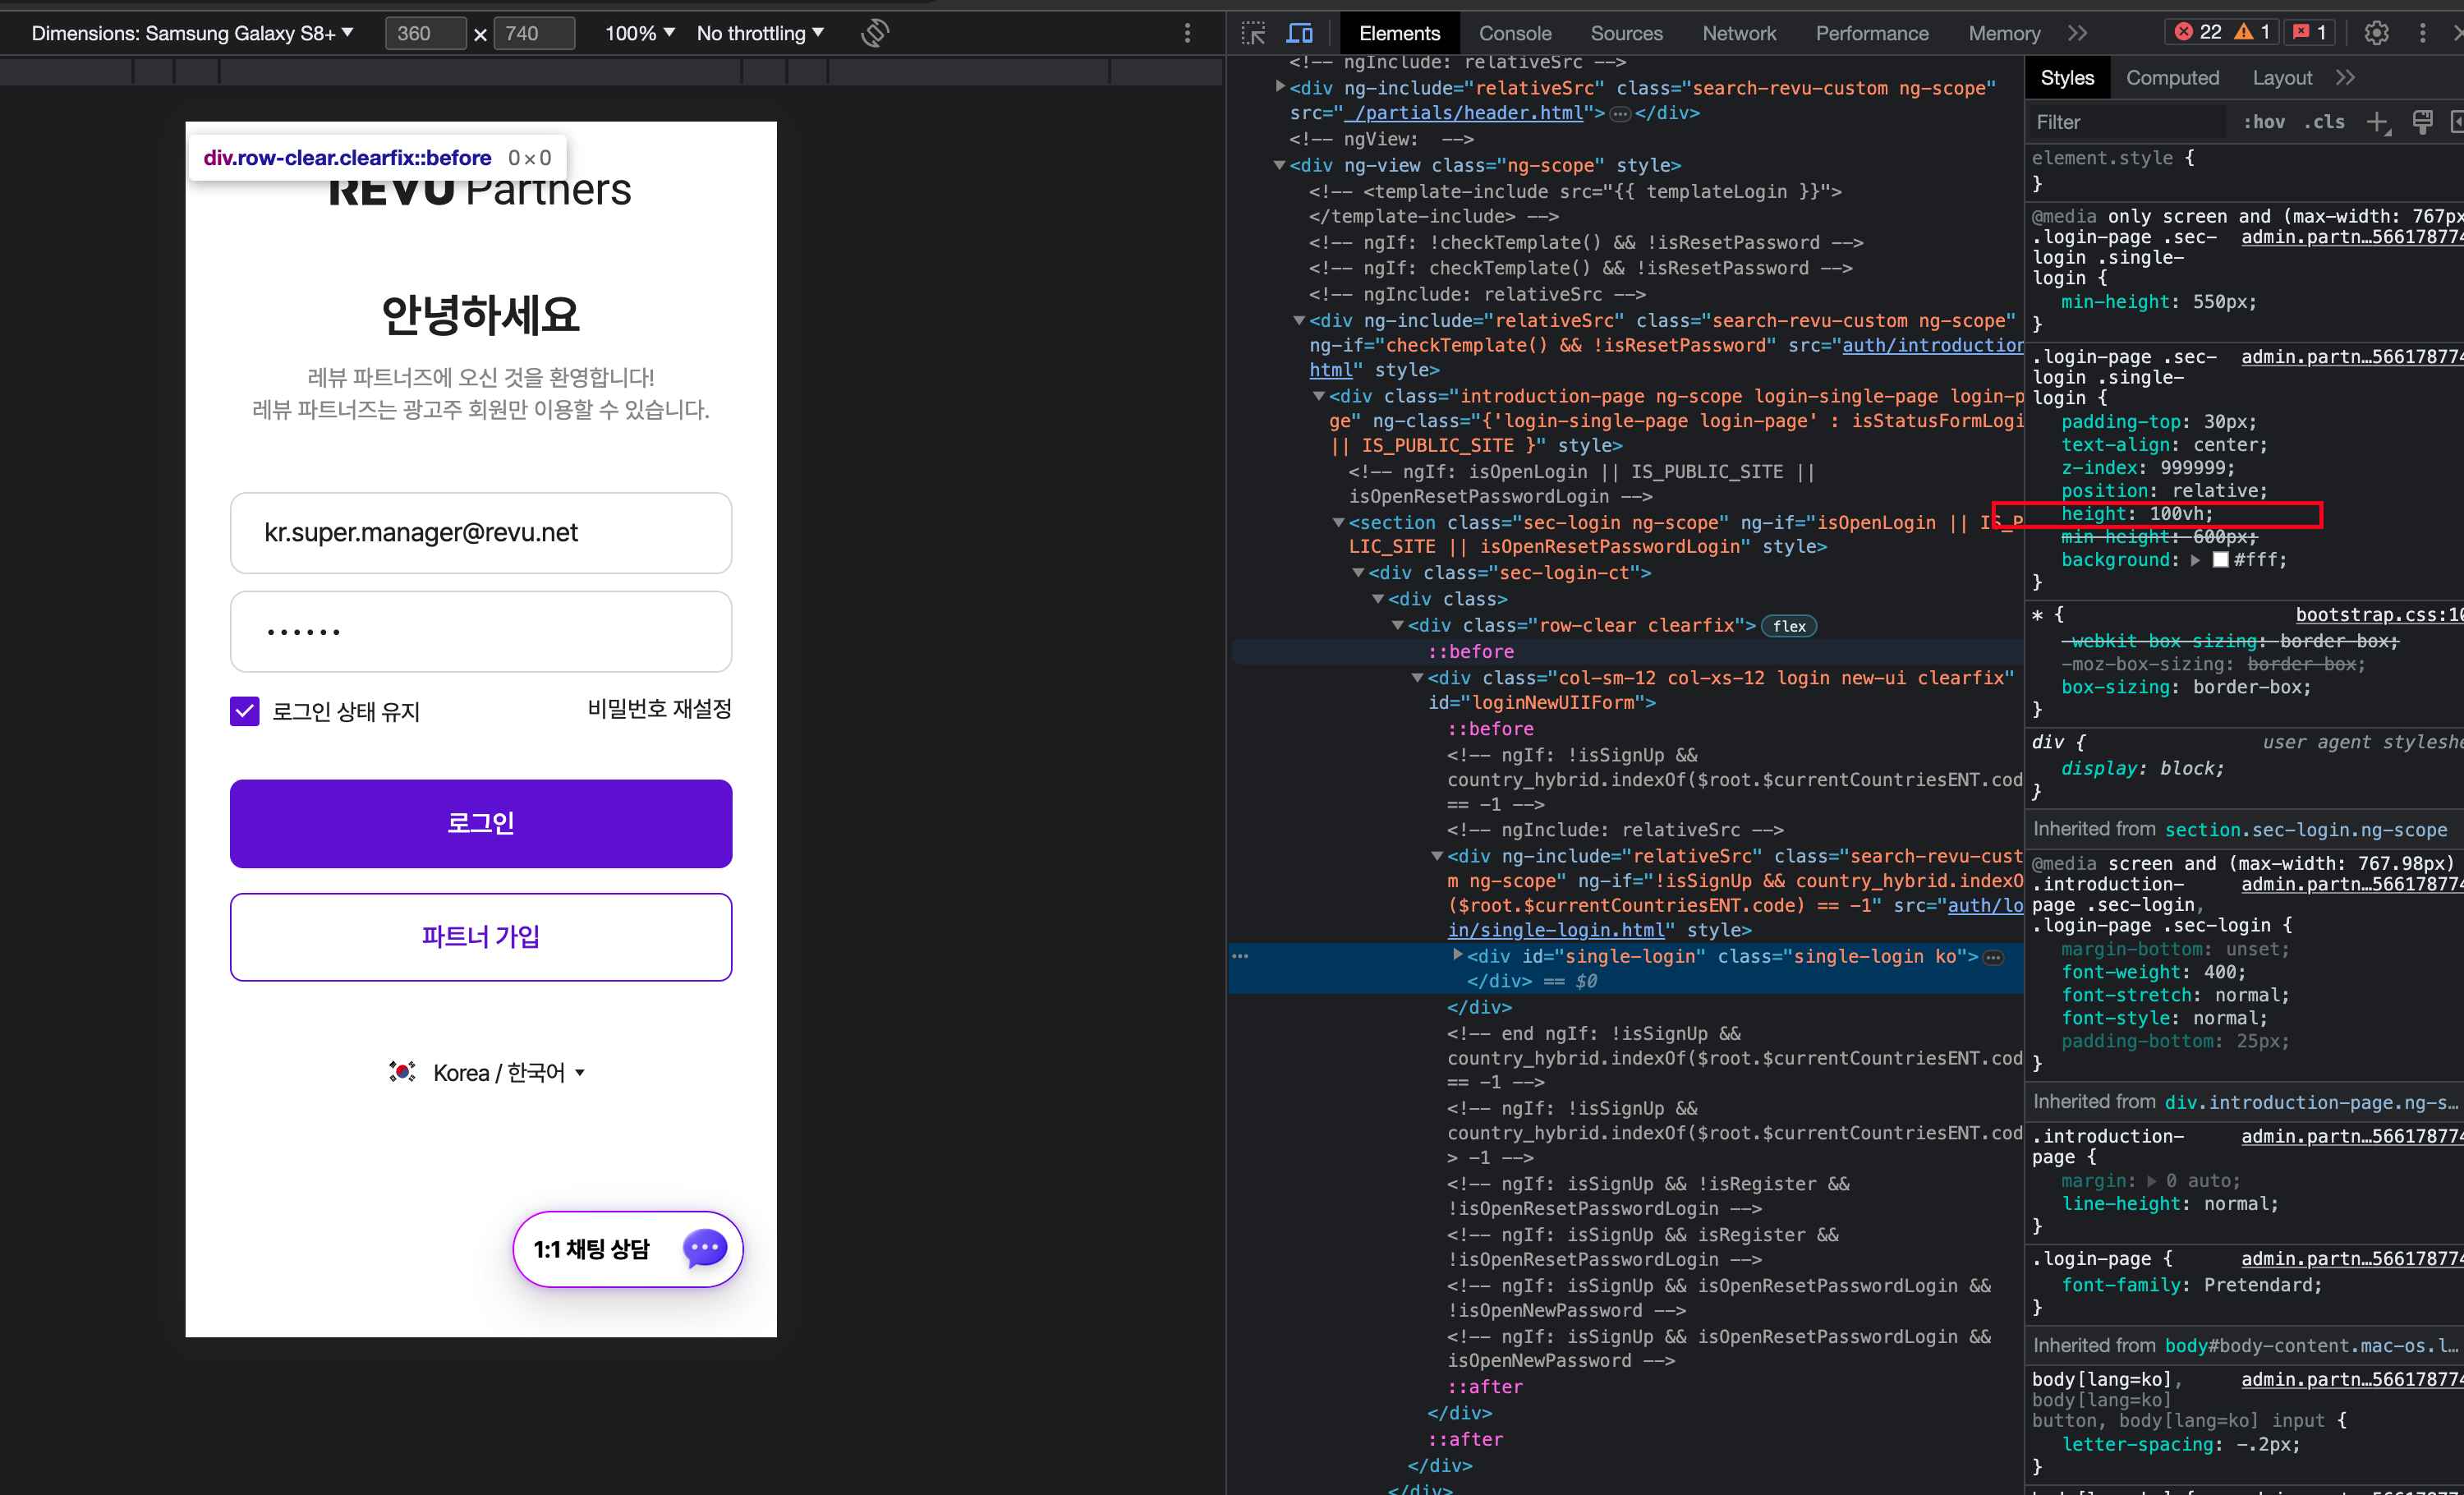 Dimensions: Samsung Galaxy S8+ ▼ 360 × 740 100% ▼ No throttling ▼
Elements Console Sources Network Performance Memory >> 22 1 1
div.row-clear.clearfix::before 0×0
REVU Partners
안녕하세요
레뷰 파트너즈에 오신 것을 환영합니다!
레뷰 파트너즈는 광고주 회원만 이용할 수 있습니다.
kr.super.manager@revu.net
••••••
로그인 상태 유지 비밀번호 재설정
로그인
파트너 가입
Korea / 한국어
1:1 채팅 상담
<!-- ngInclude: relativeSrc -->
<div ng-include="relativeSrc" class="search-revu-custom ng-scope"
src="_/partials/header.html">…</div>
<!-- ngView:  -->
<div ng-view class="ng-scope" style>
<!-- <template-include src="{{ templateLogin }}">
</template-include> -->
<!-- ngIf: !checkTemplate() && !isResetPassword -->
<!-- ngIf: checkTemplate() && !isResetPassword -->
<!-- ngInclude: relativeSrc -->
<div ng-include="relativeSrc" class="search-revu-custom ng-scope"
ng-if="checkTemplate() && !isResetPassword" src="auth/introduction
html" style>
<div class="introduction-page ng-scope login-single-page login-p
ge" ng-class="{'login-single-page login-page' : isStatusFormLogi
|| IS_PUBLIC_SITE }" style>
<!-- ngIf: isOpenLogin || IS_PUBLIC_SITE ||
isOpenResetPasswordLogin -->
<section class="sec-login ng-scope" ng-if="isOpenLogin || IS_P
LIC_SITE || isOpenResetPasswordLogin" style>
<div class="sec-login-ct">
<div class>
<div class="row-clear clearfix"> flex
::before
<div class="col-sm-12 col-xs-12 login new-ui clearfix"
id="loginNewUIIForm">
::before
<!-- ngIf: !isSignUp &&
country_hybrid.indexOf($root.$currentCountriesENT.cod
== -1 -->
<!-- ngInclude: relativeSrc -->
<div ng-include="relativeSrc" class="search-revu-cust
m ng-scope" ng-if="!isSignUp && country_hybrid.indexO
($root.$currentCountriesENT.code) == -1" src="auth/lo
in/single-login.html" style>
… <div id="single-login" class="single-login ko">…
</div> == $0
</div>
<!-- end ngIf: !isSignUp &&
country_hybrid.indexOf($root.$currentCountriesENT.cod
== -1 -->
<!-- ngIf: !isSignUp &&
country_hybrid.indexOf($root.$currentCountriesENT.cod
> -1 -->
<!-- ngIf: isSignUp && !isRegister &&
!isOpenResetPasswordLogin -->
<!-- ngIf: isSignUp && isRegister &&
!isOpenResetPasswordLogin -->
<!-- ngIf: isSignUp && isOpenResetPasswordLogin &&
!isOpenNewPassword -->
<!-- ngIf: isSignUp && isOpenResetPasswordLogin &&
isOpenNewPassword -->
::after
</div>
::after
</div>
</div>
Styles Computed Layout >>
Filter :hov .cls +
element.style {
}
@media only screen and (max-width: 767px
.login-page .sec- admin.partn…566178774
login .single-
login {
min-height: 550px;
}
.login-page .sec- admin.partn…566178774
login .single-
login {
padding-top: 30px;
text-align: center;
z-index: 999999;
position: relative;
height: 100vh;
min-height: 600px;
background: #fff;
}
* { bootstrap.css:10
-webkit-box-sizing: border-box;
-moz-box-sizing: border-box;
box-sizing: border-box;
}
div { user agent styleshe
display: block;
}
Inherited from section.sec-login.ng-scope
@media screen and (max-width: 767.98px)
.introduction- admin.partn…566178774
page .sec-login,
.login-page .sec-login {
margin-bottom: unset;
font-weight: 400;
font-stretch: normal;
font-style: normal;
padding-bottom: 25px;
}
Inherited from div.introduction-page.ng-s…
.introduction- admin.partn…566178774
page {
margin: 0 auto;
line-height: normal;
}
.login-page { admin.partn…566178774
font-family: Pretendard;
}
Inherited from body#body-content.mac-os.l…
body[lang=ko], admin.partn…566178774
body[lang=ko]
button, body[lang=ko] input {
letter-spacing: -.2px;
}